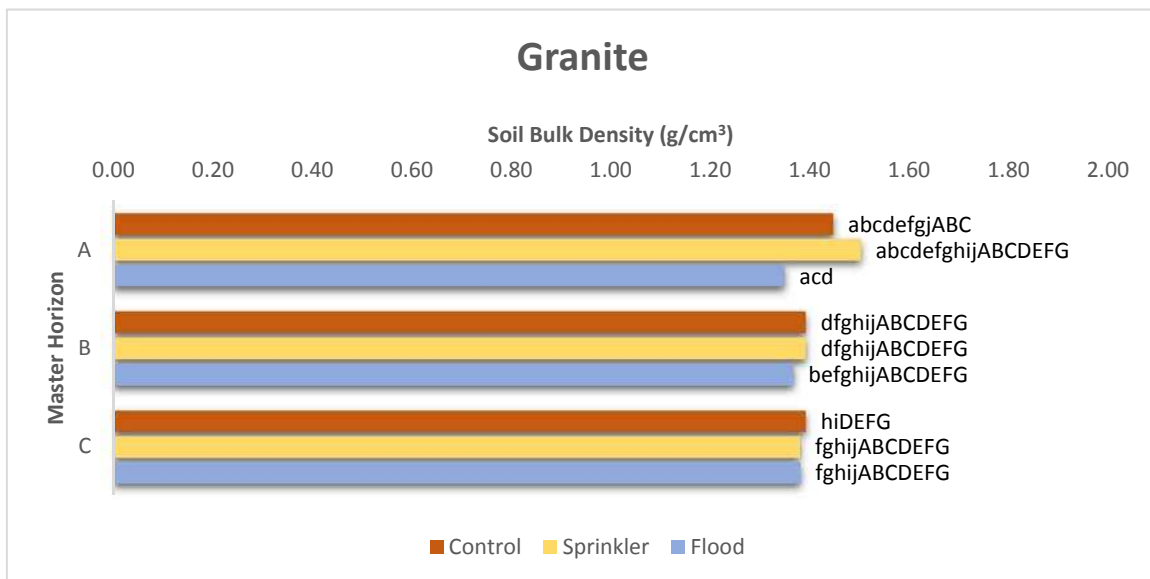 Granite
Soil Bulk Density (g/cm³)
0.00 0.20 0.40 0.60 0.80 1.00 1.20 1.40 1.60 1.80 2.00
Master Horizon
A
abcdefgjABC
abcdefghijABCDEFG
acd
B
dfghijABCDEFG
dfghijABCDEFG
befghijABCDEFG
C
hiDEFG
fghijABCDEFG
fghijABCDEFG
Control Sprinkler Flood